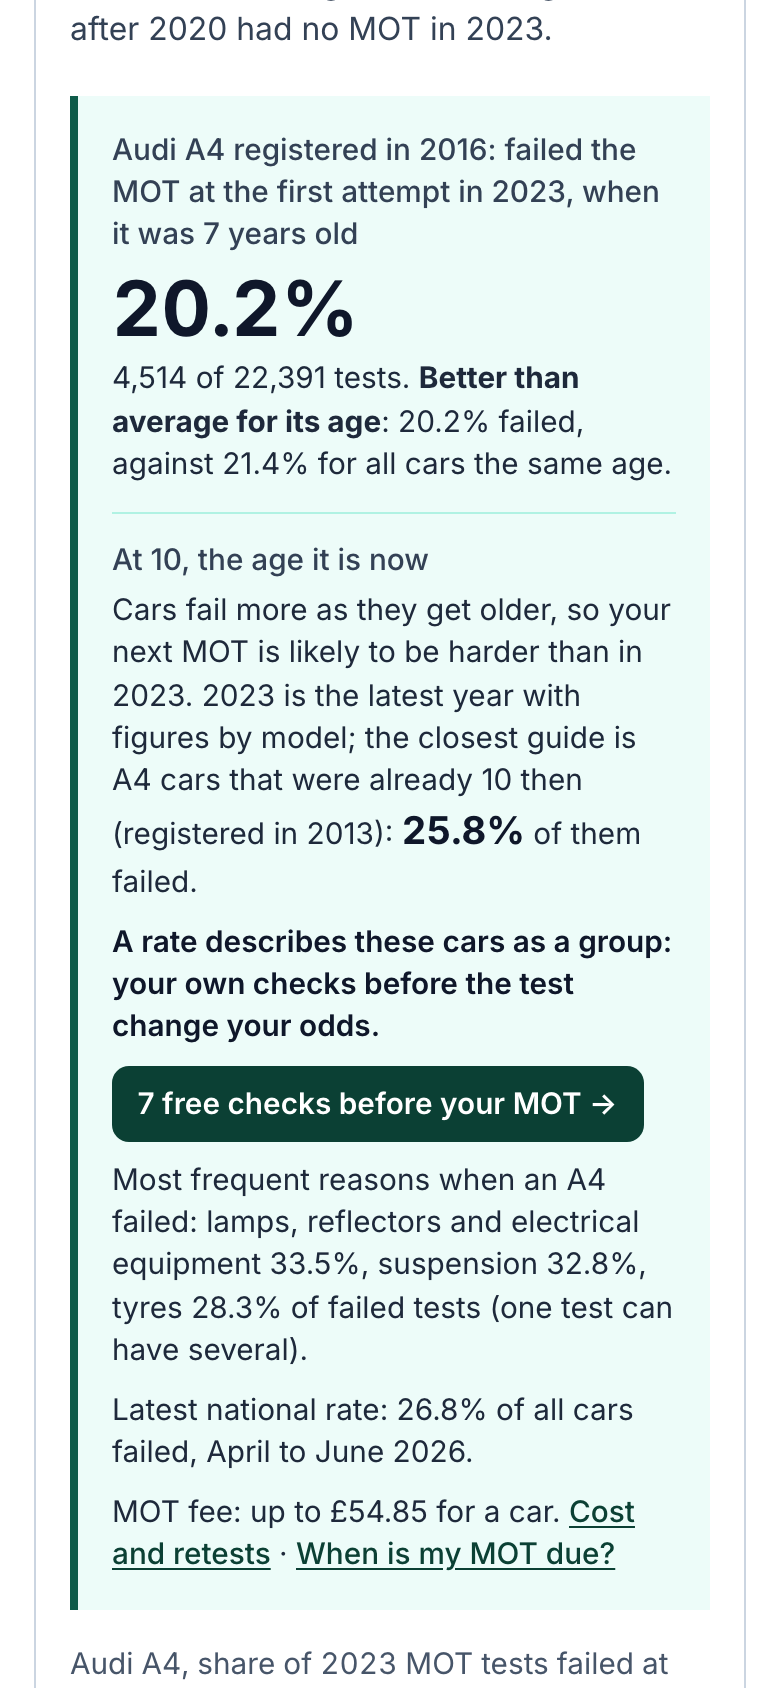 after 2020 had no MOT in 2023.
Audi A4 registered in 2016: failed the
MOT at the first attempt in 2023, when
it was 7 years old
20.2%
4,514 of 22,391 tests. Better than
average for its age: 20.2% failed,
against 21.4% for all cars the same age.
At 10, the age it is now
Cars fail more as they get older, so your
next MOT is likely to be harder than in
2023. 2023 is the latest year with
figures by model; the closest guide is
A4 cars that were already 10 then
(registered in 2013): 25.8% of them
failed.
A rate describes these cars as a group:
your own checks before the test
change your odds.
7 free checks before your MOT →
Most frequent reasons when an A4
failed: lamps, reflectors and electrical
equipment 33.5%, suspension 32.8%,
tyres 28.3% of failed tests (one test can
have several).
Latest national rate: 26.8% of all cars
failed, April to June 2026.
MOT fee: up to £54.85 for a car. Cost
and retests · When is my MOT due?
Audi A4, share of 2023 MOT tests failed at